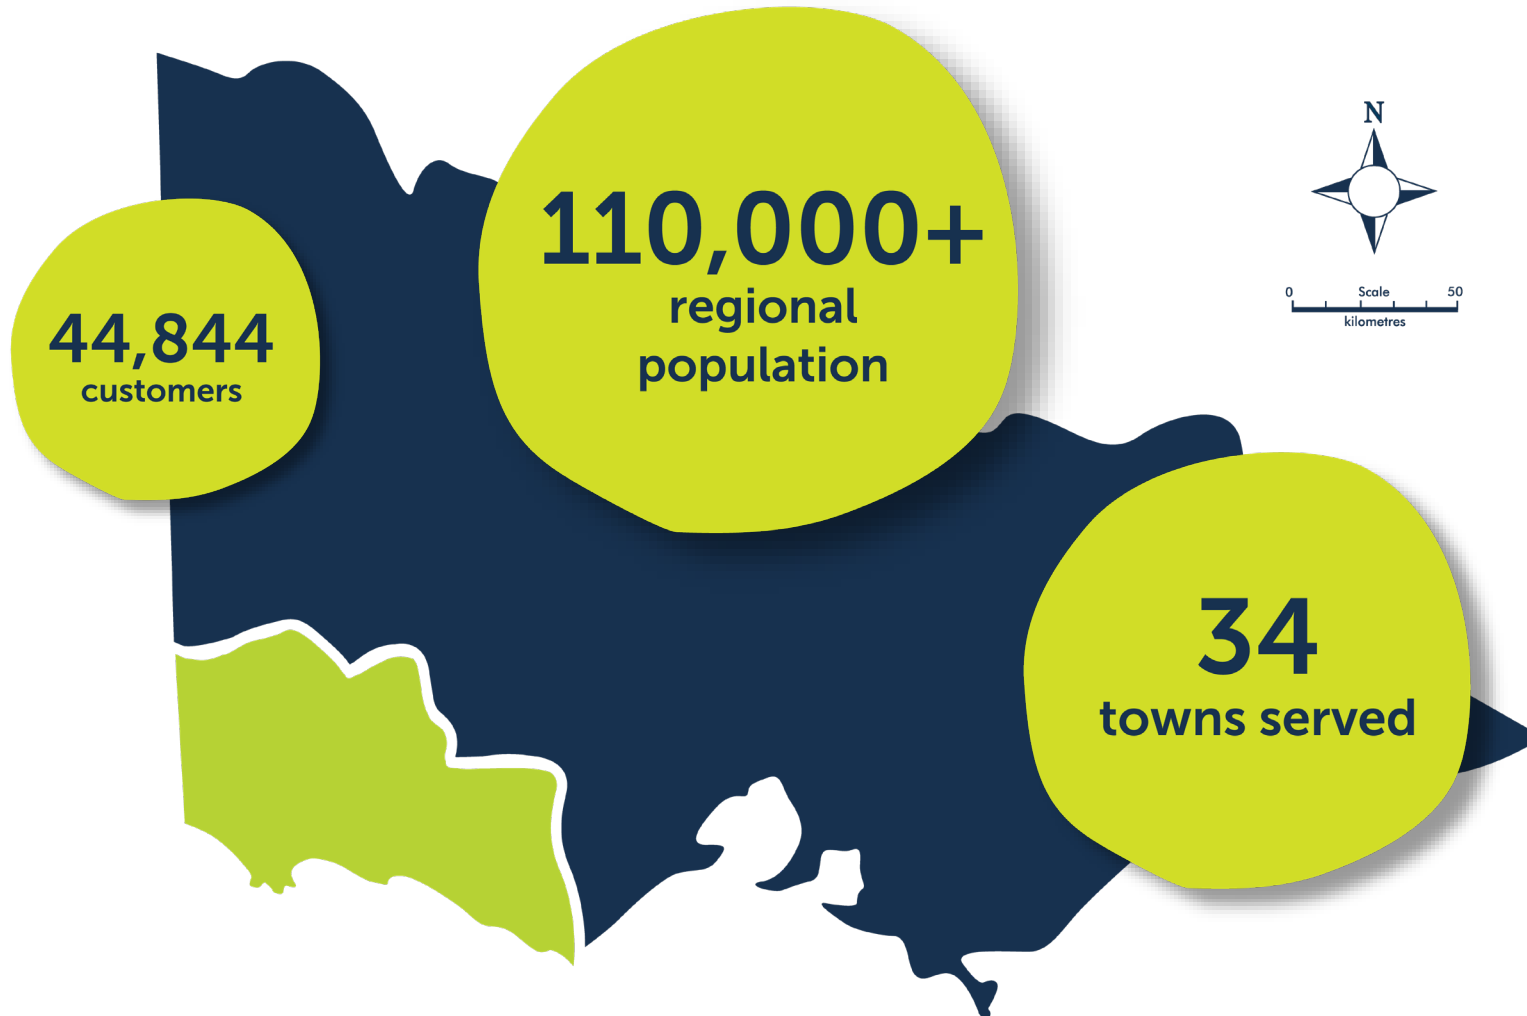 110,000+
regional
population
44,844
customers
N
0 Scale 50
kilometres
34
towns served